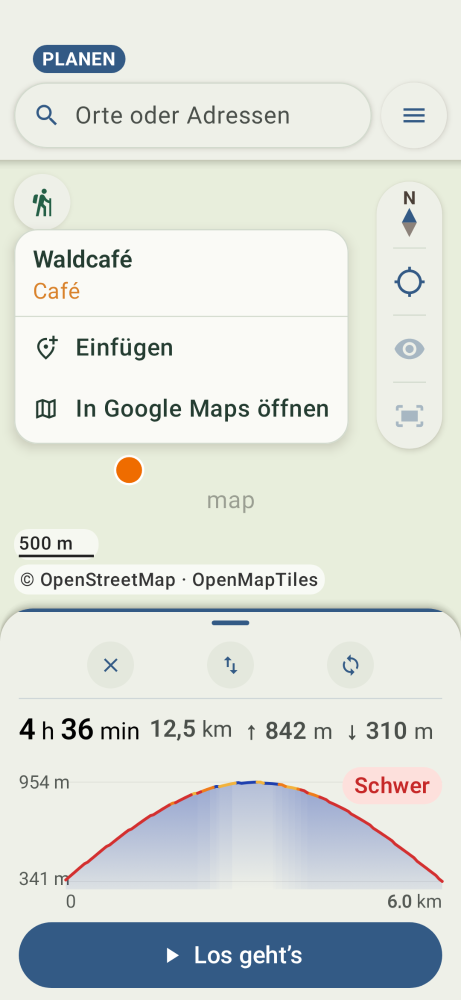 PLANEN
Orte oder Adressen
N
Waldcafé
Café
Einfügen
In Google Maps öffnen
map
500 m
© OpenStreetMap · OpenMapTiles
4 h 36 min 12,5 km ↑ 842 m ↓ 310 m
954 m
Schwer
341 m
0 6.0 km
Los geht’s